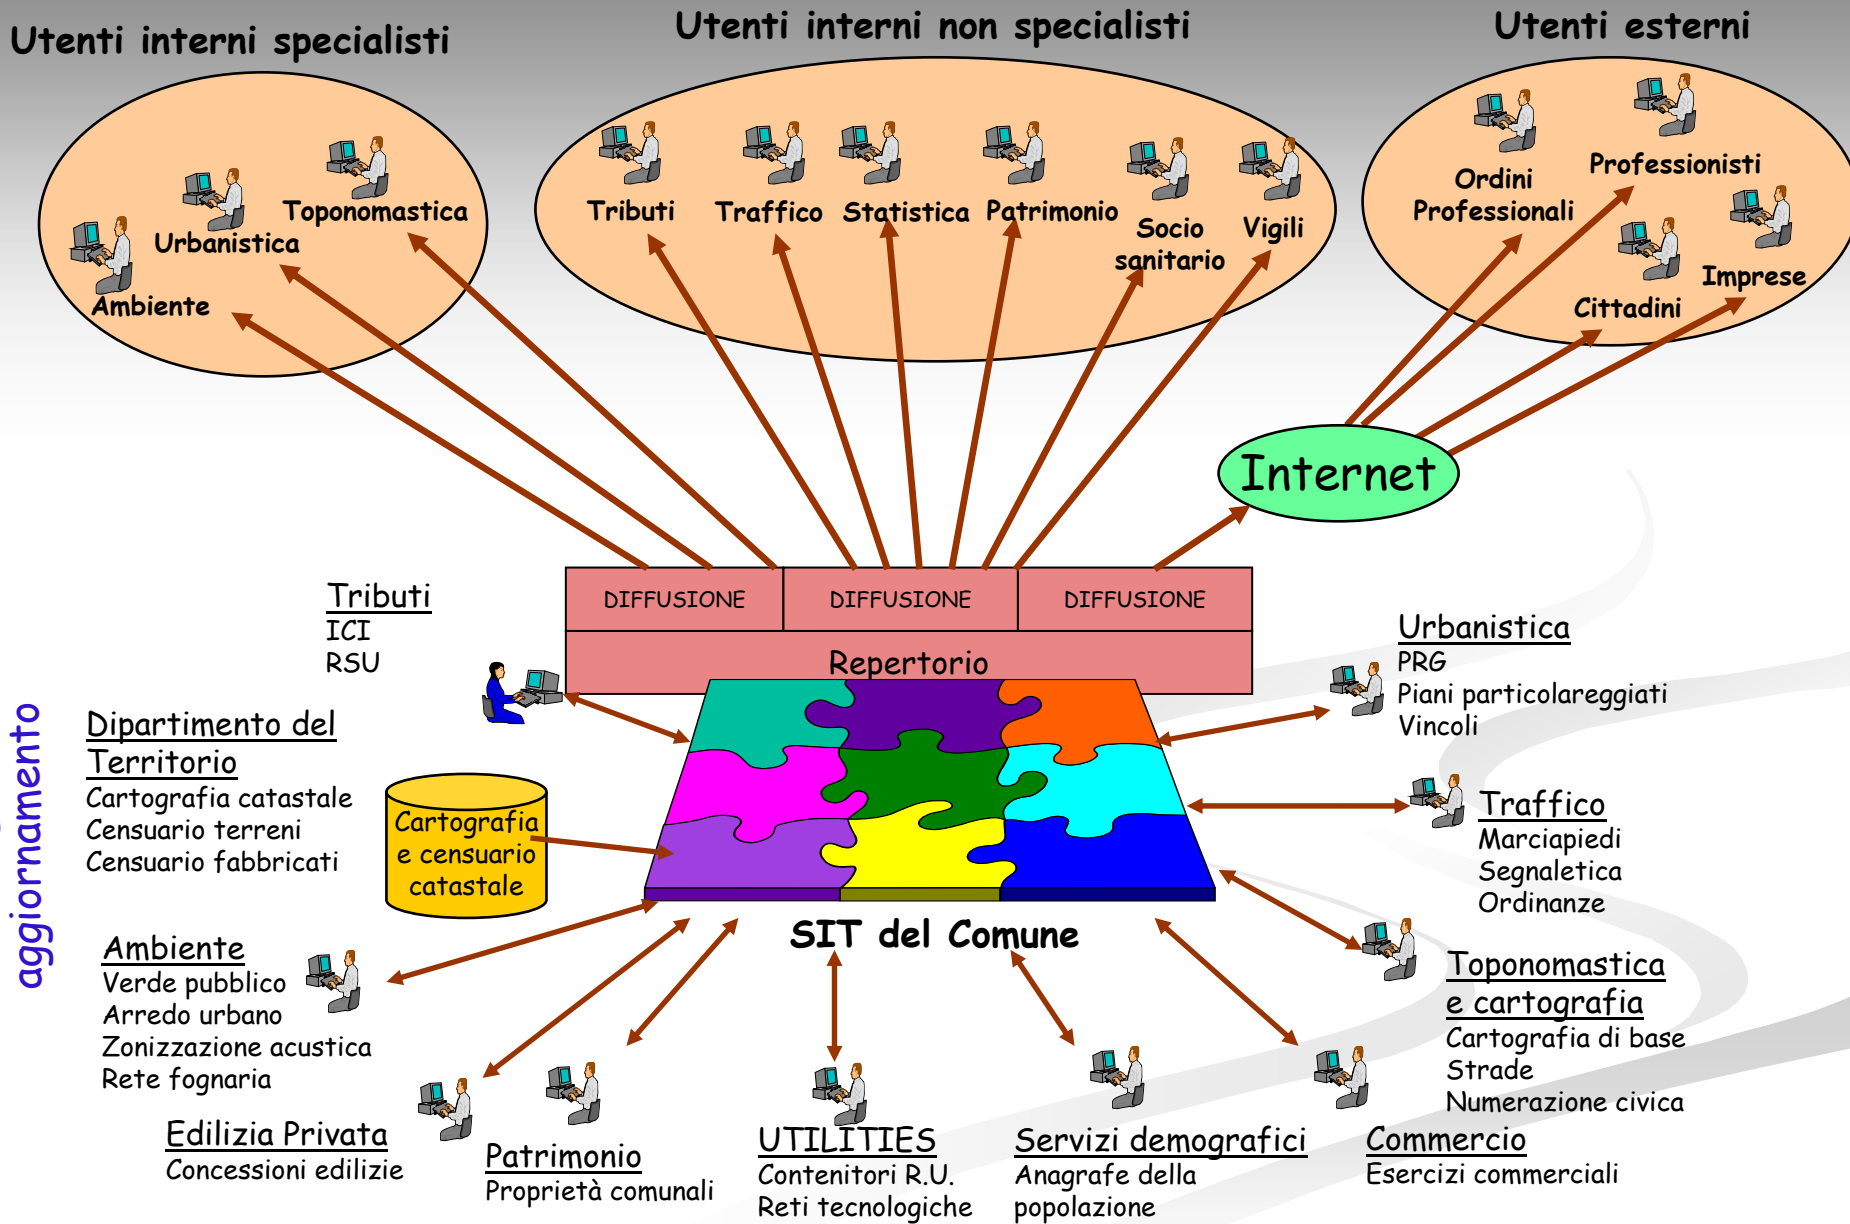 Utenti interni specialisti
Utenti interni non specialisti
Utenti esterni
Toponomastica
Urbanistica
Ambiente
Tributi
Traffico
Statistica
Patrimonio
Socio
sanitario
Vigili
Ordini
Professionali
Professionisti
Cittadini
Imprese
Internet
DIFFUSIONE
DIFFUSIONE
DIFFUSIONE
Repertorio
Tributi
ICI
RSU
Dipartimento del
Territorio
Cartografia catastale
Censuario terreni
Censuario fabbricati
Cartografia
e censuario
catastale
aggiornamento
Ambiente
Verde pubblico
Arredo urbano
Zonizzazione acustica
Rete fognaria
SIT del Comune
Urbanistica
PRG
Piani particolareggiati
Vincoli
Traffico
Marciapiedi
Segnaletica
Ordinanze
Toponomastica
e cartografia
Cartografia di base
Strade
Numerazione civica
Edilizia Privata
Concessioni edilizie
Patrimonio
Proprietà comunali
UTILITIES
Contenitori R.U.
Reti tecnologiche
Servizi demografici
Anagrafe della
popolazione
Commercio
Esercizi commerciali